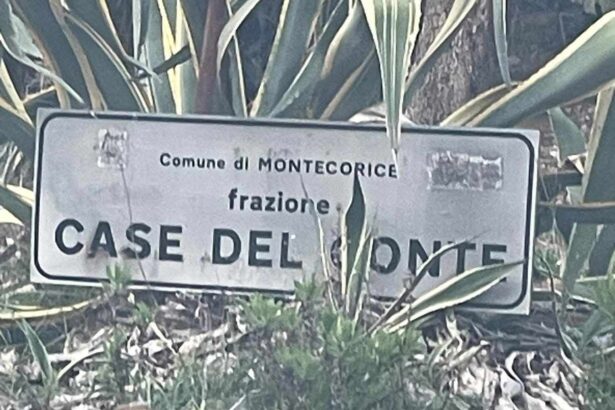 Comune di MONTECORICE
frazione
CASE DEL CONTE